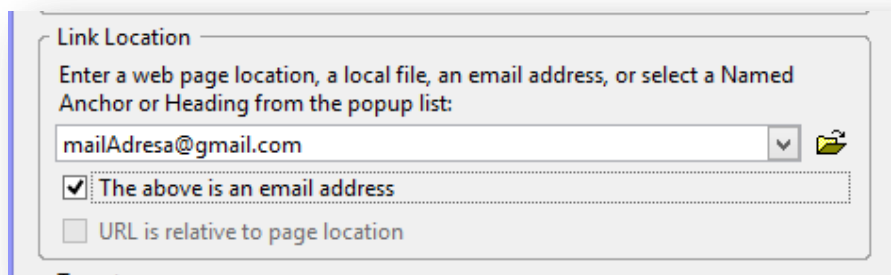 Link Location
Enter a web page location, a local file, an email address, or select a Named
Anchor or Heading from the popup list:
mailAdresa@gmail.com
The above is an email address
URL is relative to page location